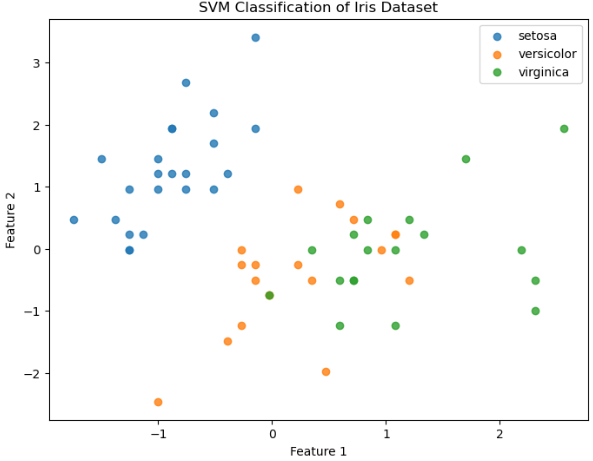 SVM Classification of Iris Dataset
setosa
versicolor
virginica
Feature 2
3
2
1
0
−1
−2
−1
0
1
2
Feature 1